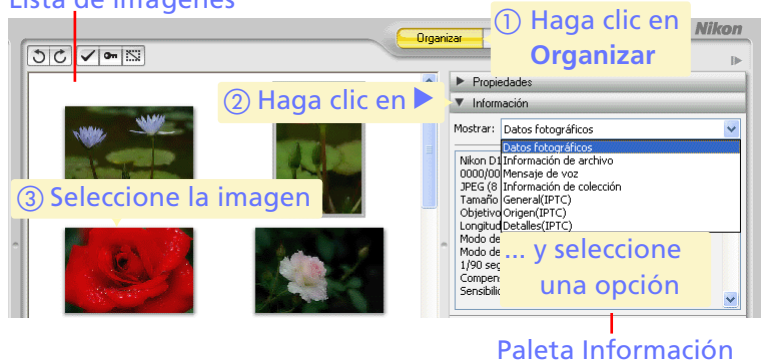 Lista de imágenes
① Haga clic en
Organizar
Organizar
Nikon
② Haga clic en ▶
Propiedades
Información
Mostrar: Datos fotográficos
Datos fotográficos
Información de archivo
Mensaje de voz
Información de colección
General(IPTC)
Origen(IPTC)
Detalles(IPTC)
Nikon D1
0000/00
JPEG (8
Tamaño
Objetivo
Longitud
Modo de
Modo de
1/90 seg
Compen
Sensibilic
③ Seleccione la imagen
... y seleccione
una opción
Paleta Información